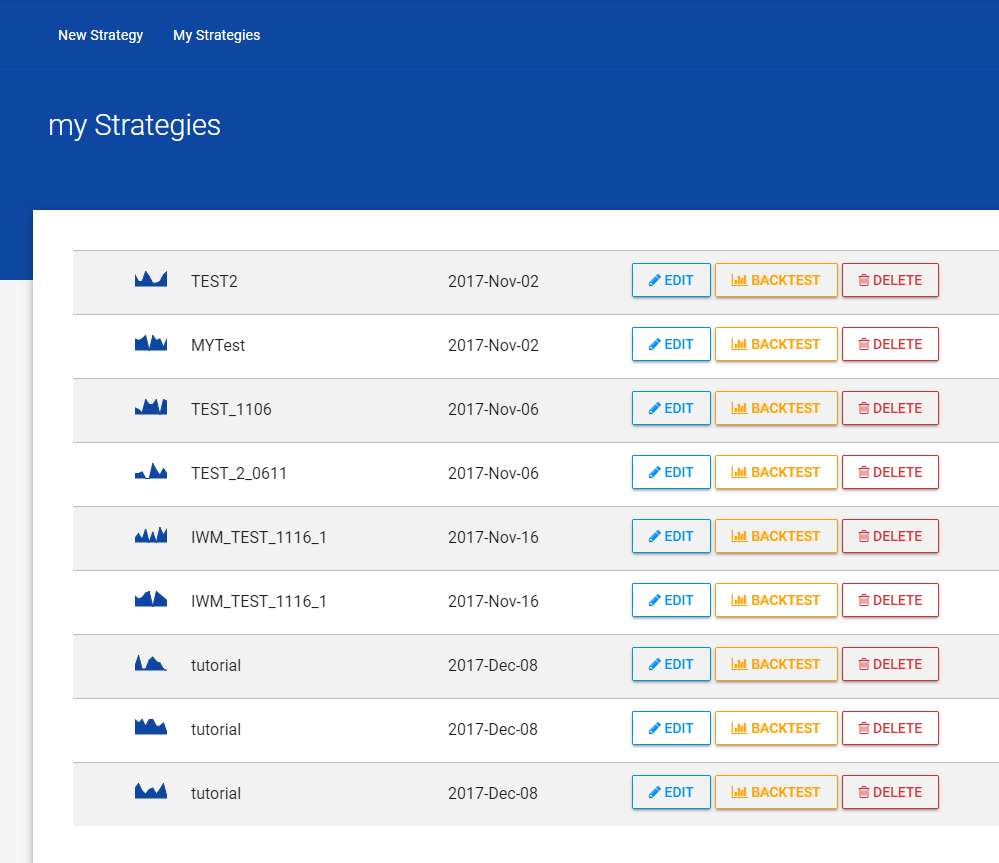 New Strategy My Strategies
my Strategies
TEST2 2017-Nov-02 EDIT BACKTEST DELETE
MYTest 2017-Nov-02 EDIT BACKTEST DELETE
TEST_1106 2017-Nov-06 EDIT BACKTEST DELETE
TEST_2_0611 2017-Nov-06 EDIT BACKTEST DELETE
IWM_TEST_1116_1 2017-Nov-16 EDIT BACKTEST DELETE
IWM_TEST_1116_1 2017-Nov-16 EDIT BACKTEST DELETE
tutorial 2017-Dec-08 EDIT BACKTEST DELETE
tutorial 2017-Dec-08 EDIT BACKTEST DELETE
tutorial 2017-Dec-08 EDIT BACKTEST DELETE